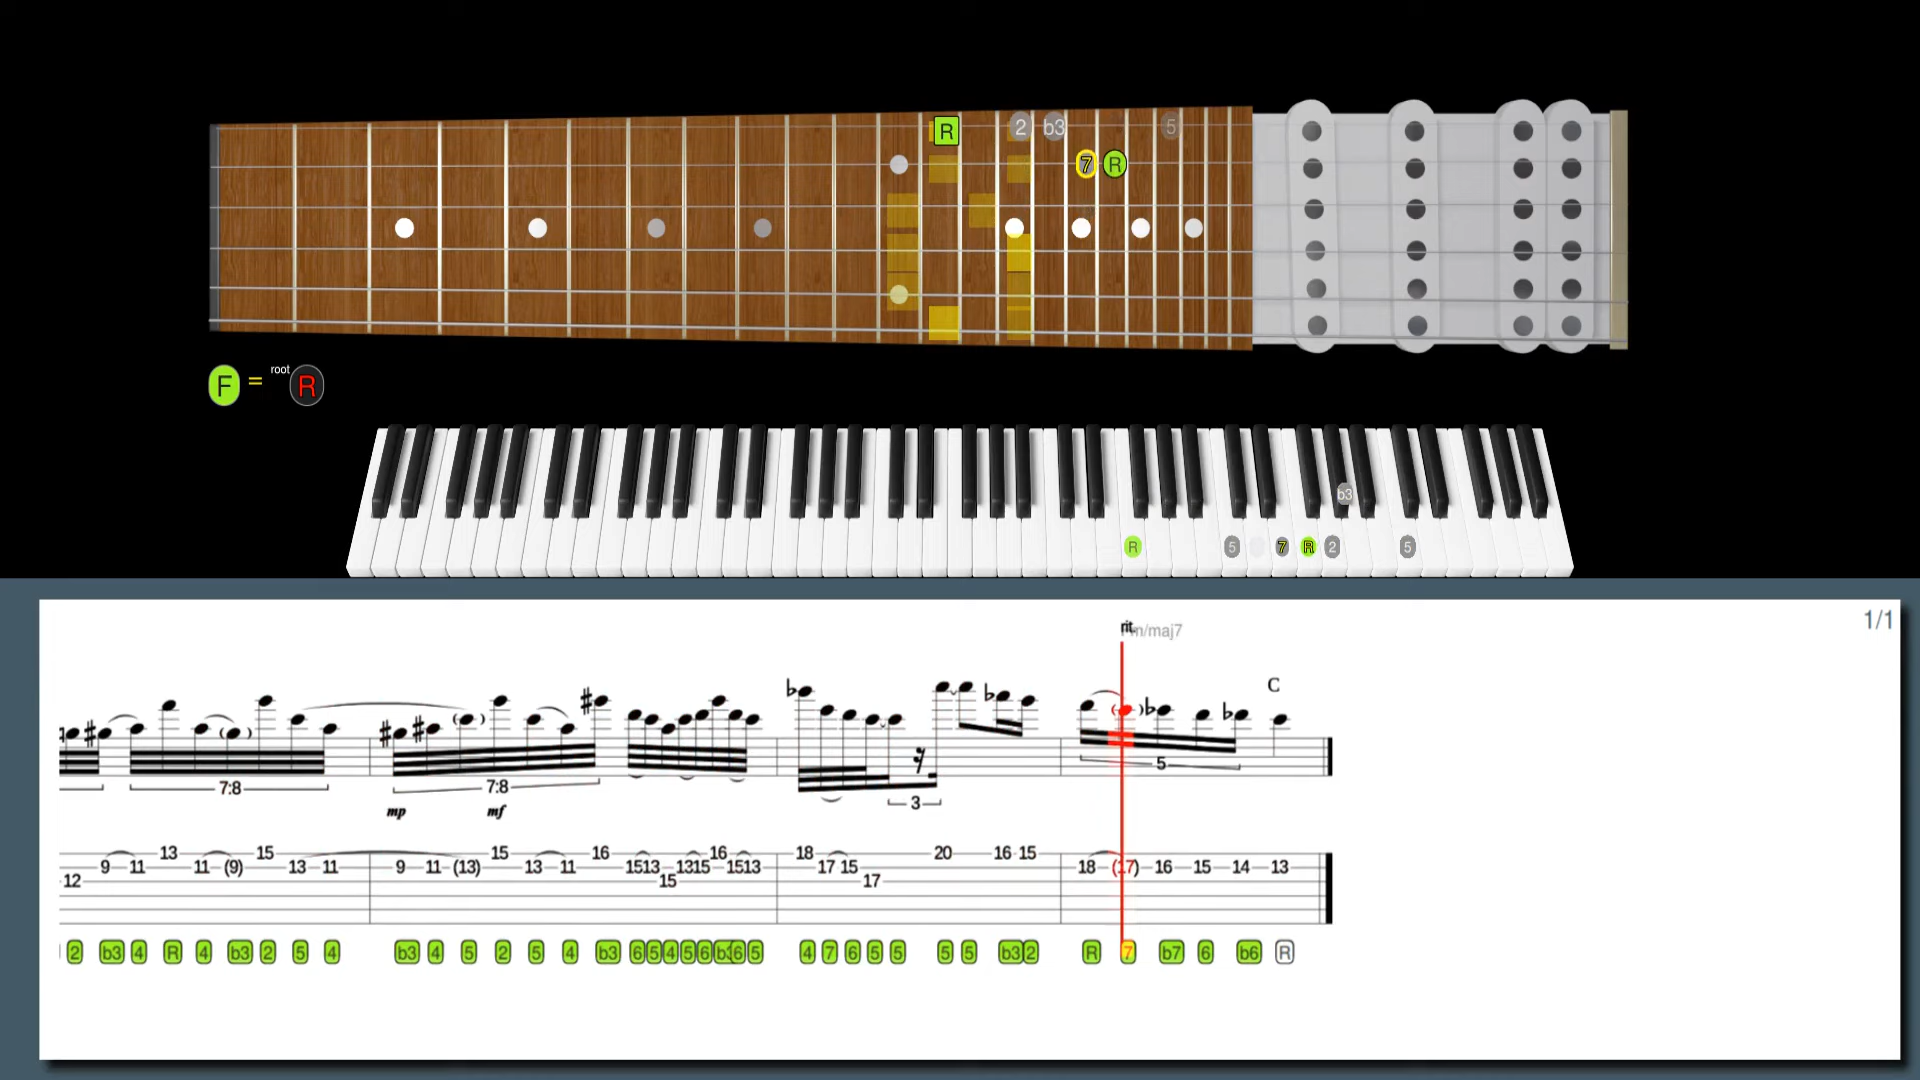 R 2 b3 5
7 R
F = root R
b3
R 5 7 R 2 5
1/1
rit. m/maj7
C
7:8 7:8 3 5
mp mf
13 15 15 16 16 18 20 16 15
9 11 11 (9) 13 11 9 11 (13) 13 11 15 13 13 15 15 13 17 15 18 (17) 16 15 14 13
12 15 17
2 b3 4 R 4 b3 2 5 4 b3 4 5 2 5 4 b3 6 5 4 5 6 b3 6 5 4 7 6 5 5 5 5 b3 2 R 7 b7 6 b6 R